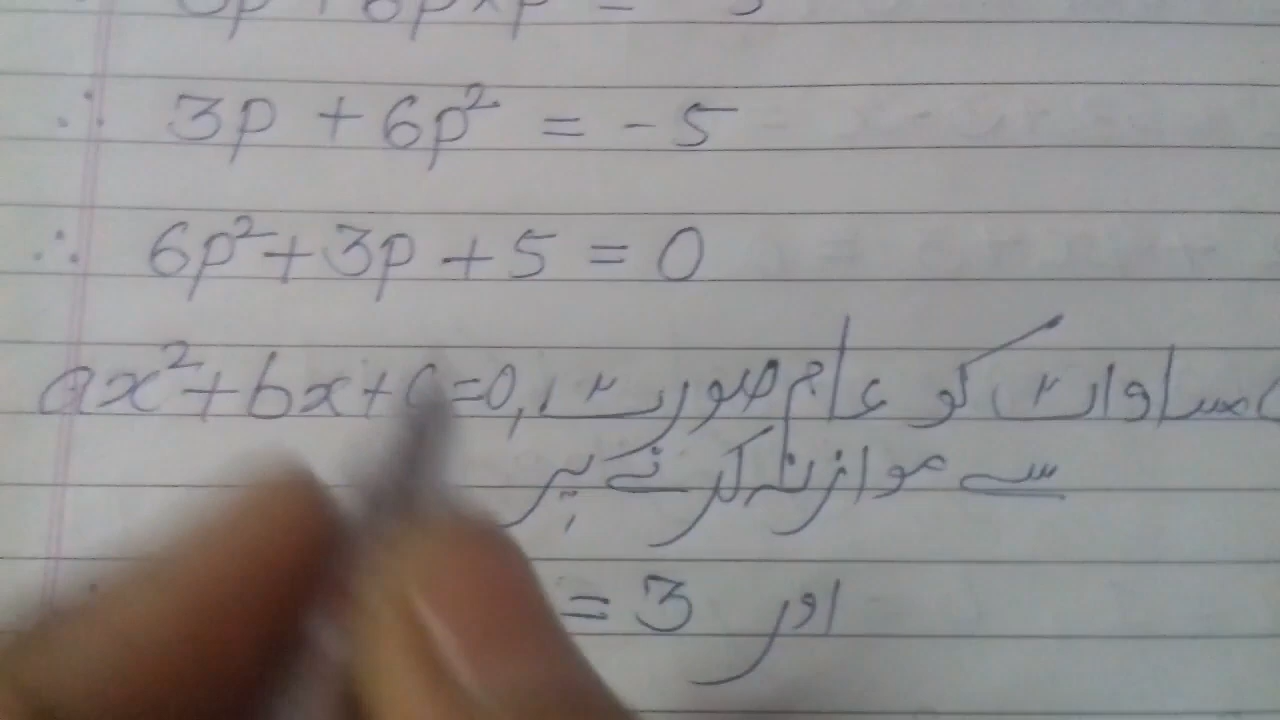 ∴ 3p + 6p² = -5
∴ 6p² + 3p + 5 = 0
مساوات کو عام صورت, ax² + bx + c = 0
سے موازنہ کرنے پر
= 3 اور